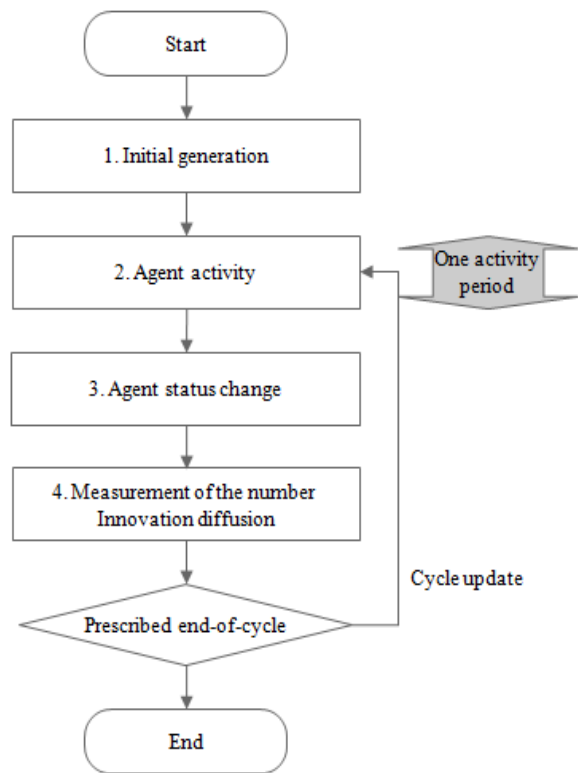 Start
1. Initial generation
2. Agent activity
One activity
period
3. Agent status change
4. Measurement of the number
Innovation diffusion
Cycle update
Prescribed end-of-cycle
End